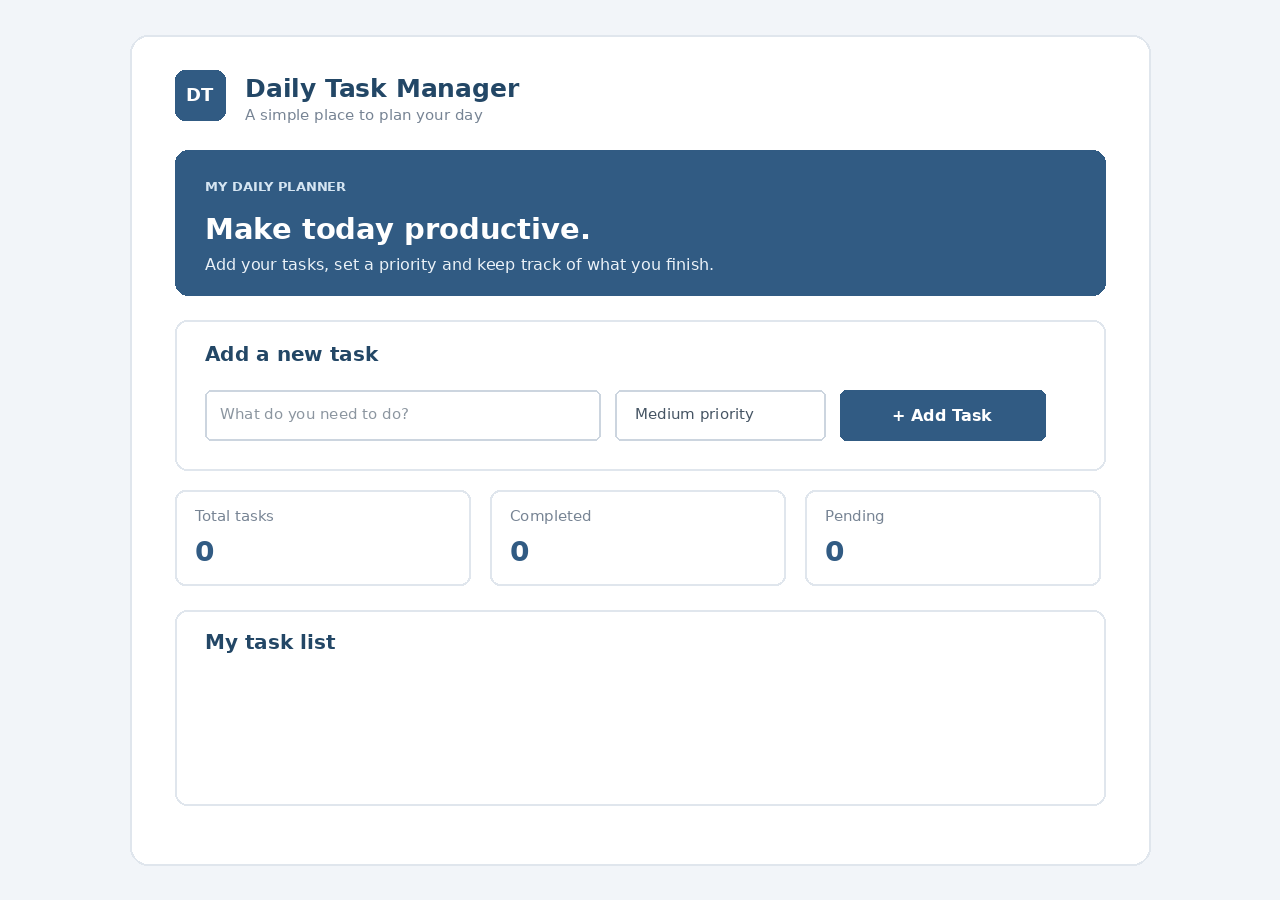 DT
Daily Task Manager
A simple place to plan your day
MY DAILY PLANNER
Make today productive.
Add your tasks, set a priority and keep track of what you finish.
Add a new task
What do you need to do?
Medium priority
+ Add Task
Total tasks
0
Completed
0
Pending
0
My task list